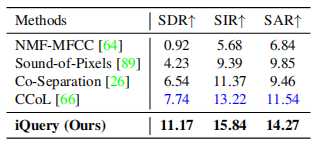 Methods SDR↑ SIR↑ SAR↑
NMF-MFCC [64] 0.92 5.68 6.84
Sound-of-Pixels [89] 4.23 9.39 9.85
Co-Separation [26] 6.54 11.37 9.46
CCoL [66] 7.74 13.22 11.54
iQuery (Ours) 11.17 15.84 14.27